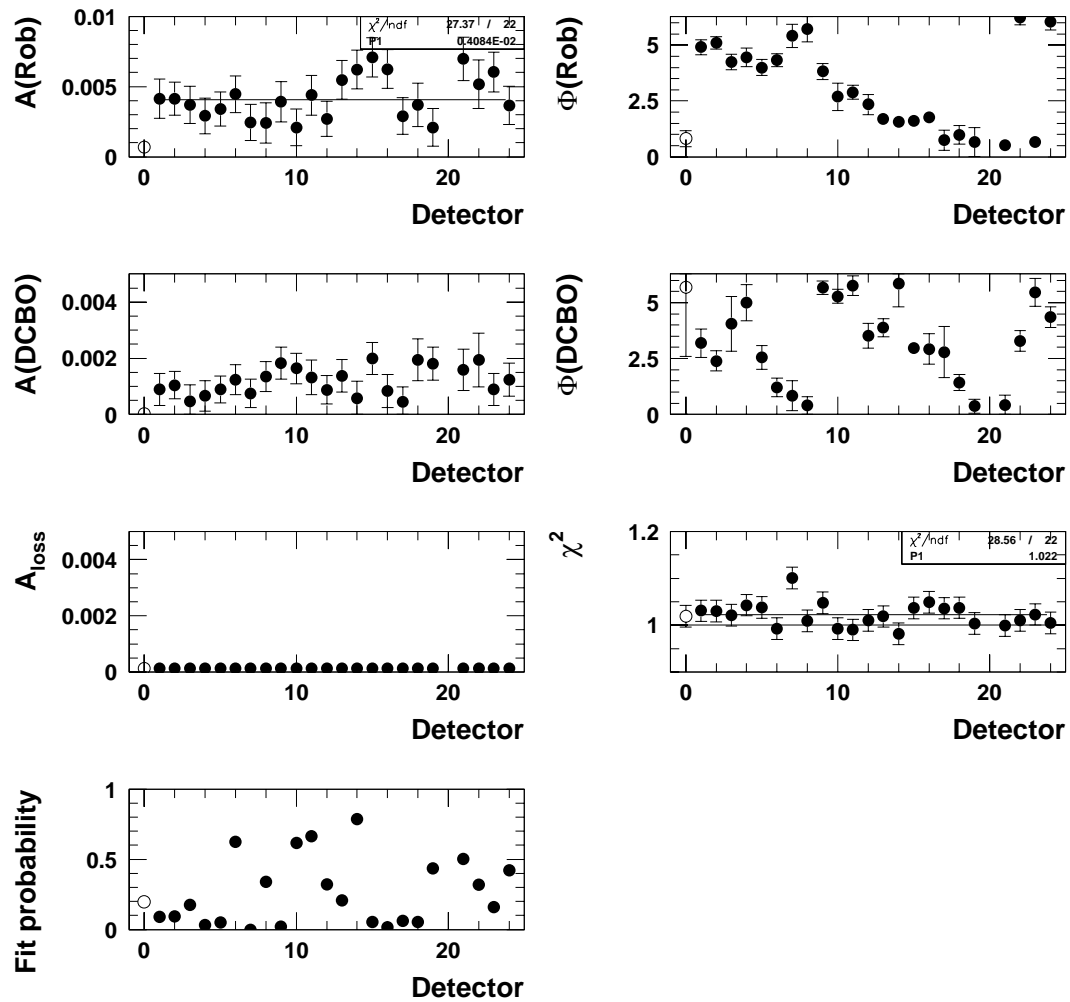 A(Rob)
0.01
0.005
0
χ²/ndf 27.37 / 22
P1 0.4084E-02
0 10 20
Detector
Φ(Rob)
5
2.5
0
0 10 20
Detector
A(DCBO)
0.004
0.002
0
0 10 20
Detector
Φ(DCBO)
5
2.5
0
0 10 20
Detector
A_loss
0.004
0.002
0
0 10 20
Detector
χ²
1.2
1
χ²/ndf 28.56 / 22
P1 1.022
0 10 20
Detector
Fit probability
1
0.5
0
0 10 20
Detector